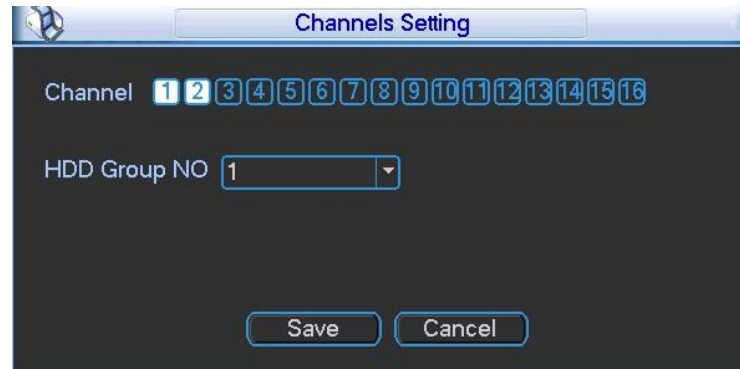 Channels Setting
Channel 1 2 3 4 5 6 7 8 9 10 11 12 13 14 15 16
HDD Group NO 1
Save Cancel